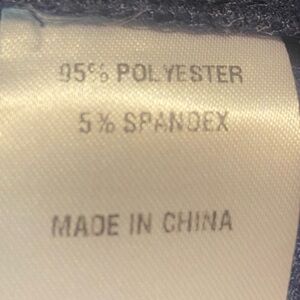 95% POLYESTER
5% SPANDEX
MADE IN CHINA